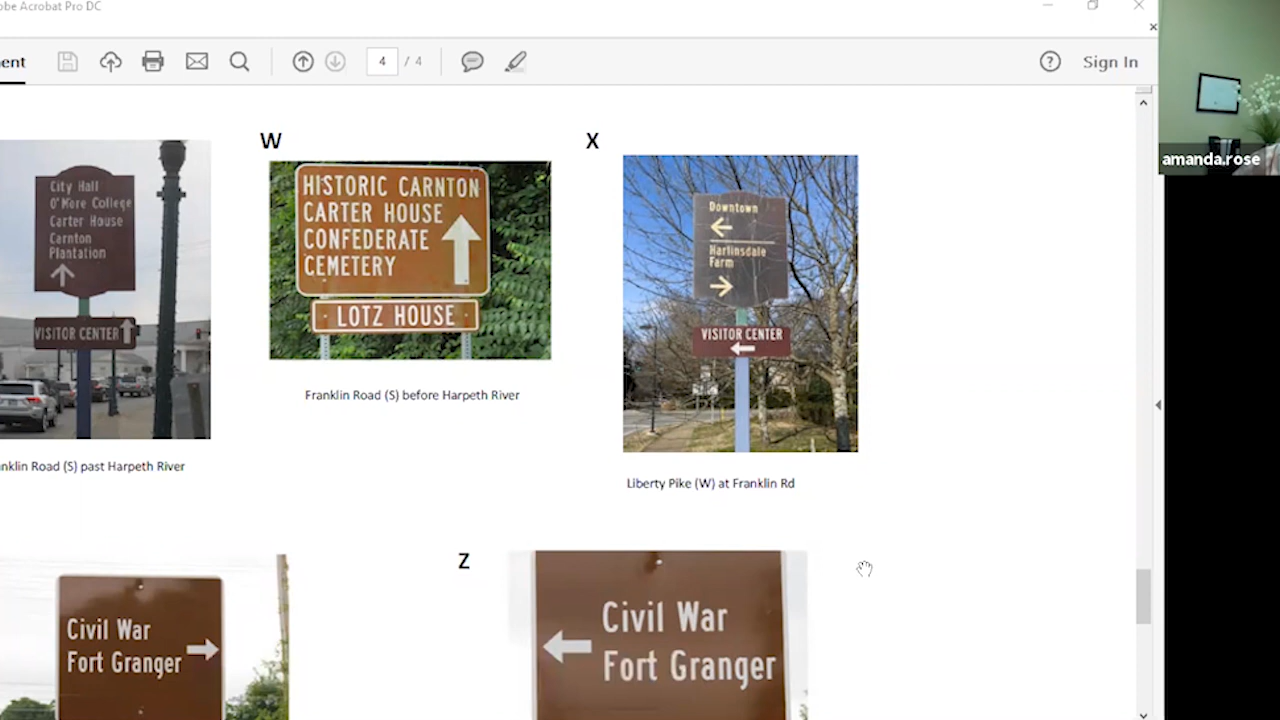 obe Acrobat Pro DC
ent
4 / 4
Sign In
amanda.rose
W
X
City Hall
O'More College
Carter House
Carnton
Plantation
VISITOR CENTER
HISTORIC CARNTON
CARTER HOUSE
CONFEDERATE
CEMETERY
LOTZ HOUSE
Downtown
Harlinsdale
Farm
VISITOR CENTER
Franklin Road (S) before Harpeth River
nklin Road (S) past Harpeth River
Liberty Pike (W) at Franklin Rd
Z
Civil War
Fort Granger
Civil War
Fort Granger